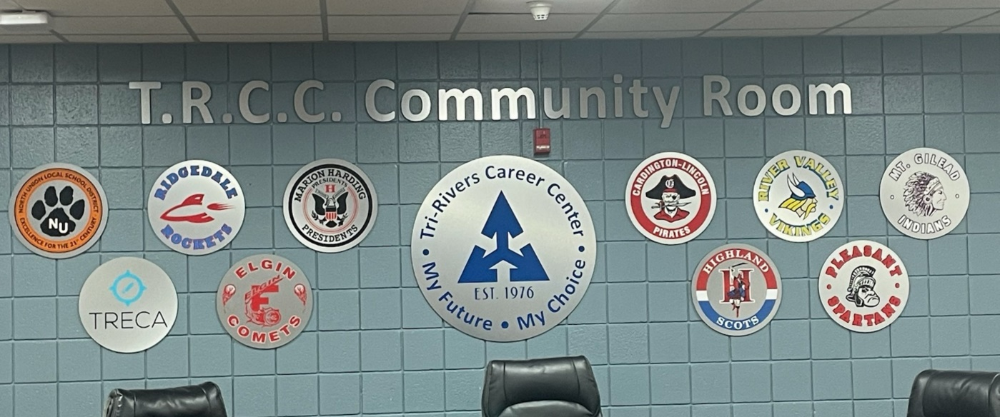 T.R.C.C. Community Room
NORTH UNION LOCAL SCHOOL DISTRICT
NU
EXCELLENCE FOR THE 21ST CENTURY
RIDGEDALE
ROCKETS
MARION HARDING
PRESIDENTS
H
PRESIDENTS
• Tri-Rivers Career Center •
EST. 1976
My Future • My Choice
CARDINGTON-LINCOLN
C
PIRATES
RIVER VALLEY
• VIKINGS •
MT. GILEAD
• INDIANS •
TRECA
ELGIN
ELGIN
E
COMETS
HIGHLAND
H
SCOTS
• PLEASANT •
SPARTANS